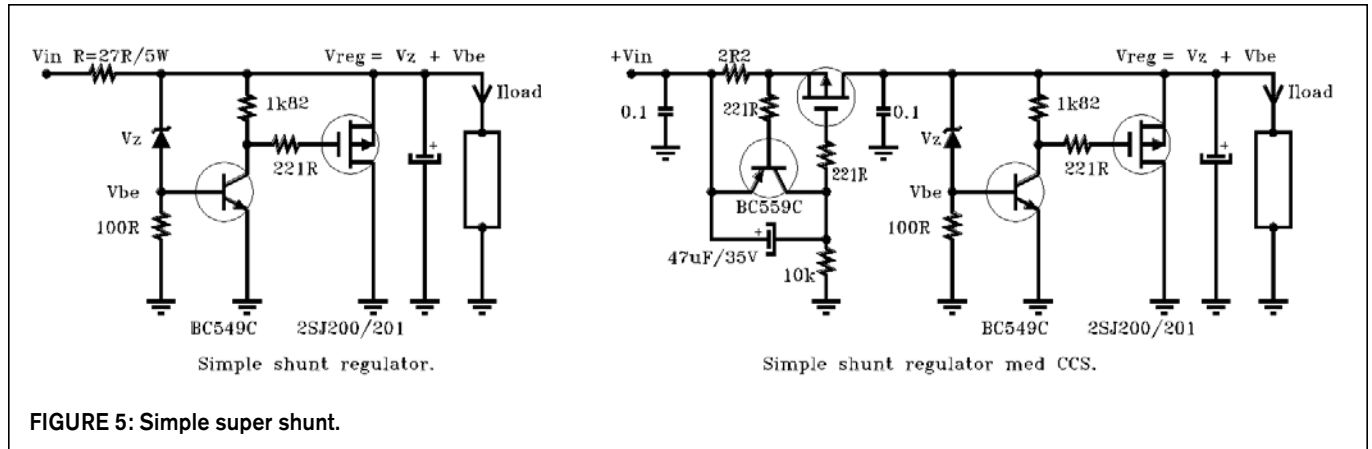 Vin R=27R/5W
Vreg = Vz + Vbe
Iload
1k82
Vz
221R
+
Vbe
100R
BC549C
2SJ200/201
Simple shunt regulator.
+Vin
2R2
Vreg = Vz + Vbe
Iload
0.1
221R
0.1
1k82
Vz
221R
221R
+
BC559C
Vbe
100R
+
47uF/35V
10k
BC549C
2SJ200/201
Simple shunt regulator med CCS.
FIGURE 5: Simple super shunt.